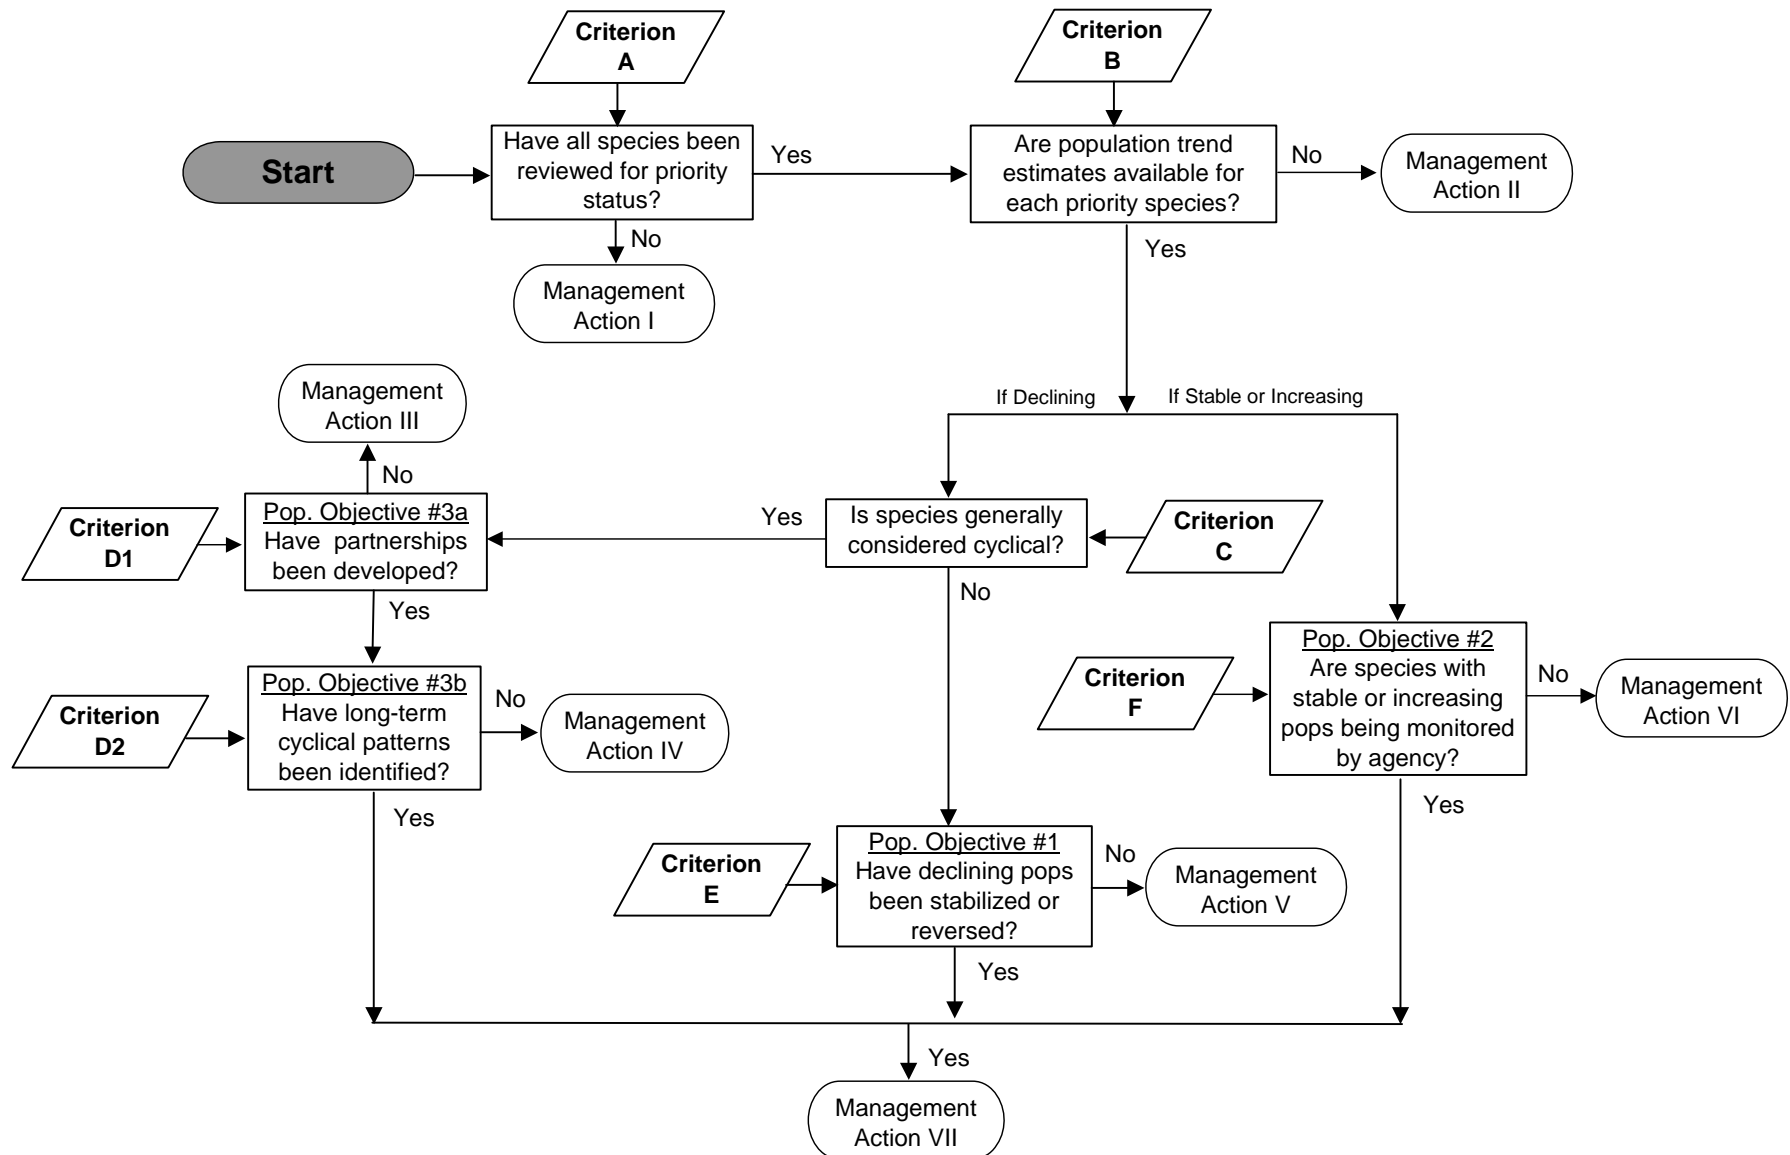 Criterion
A
Criterion
B
Start
Have all species been
reviewed for priority
status?
Yes
Are population trend
estimates available for
each priority species?
No
Management
Action II
No
Yes
Management
Action I
If Declining
If Stable or Increasing
Management
Action III
No
Criterion
D1
Pop. Objective #3a
Have partnerships
been developed?
Yes
Is species generally
considered cyclical?
Criterion
C
Yes
No
Criterion
D2
Pop. Objective #3b
Have long-term
cyclical patterns
been identified?
No
Management
Action IV
Yes
Criterion
F
Pop. Objective #2
Are species with
stable or increasing
pops being monitored
by agency?
No
Management
Action VI
Yes
Criterion
E
Pop. Objective #1
Have declining pops
been stabilized or
reversed?
No
Management
Action V
Yes
Yes
Management
Action VII